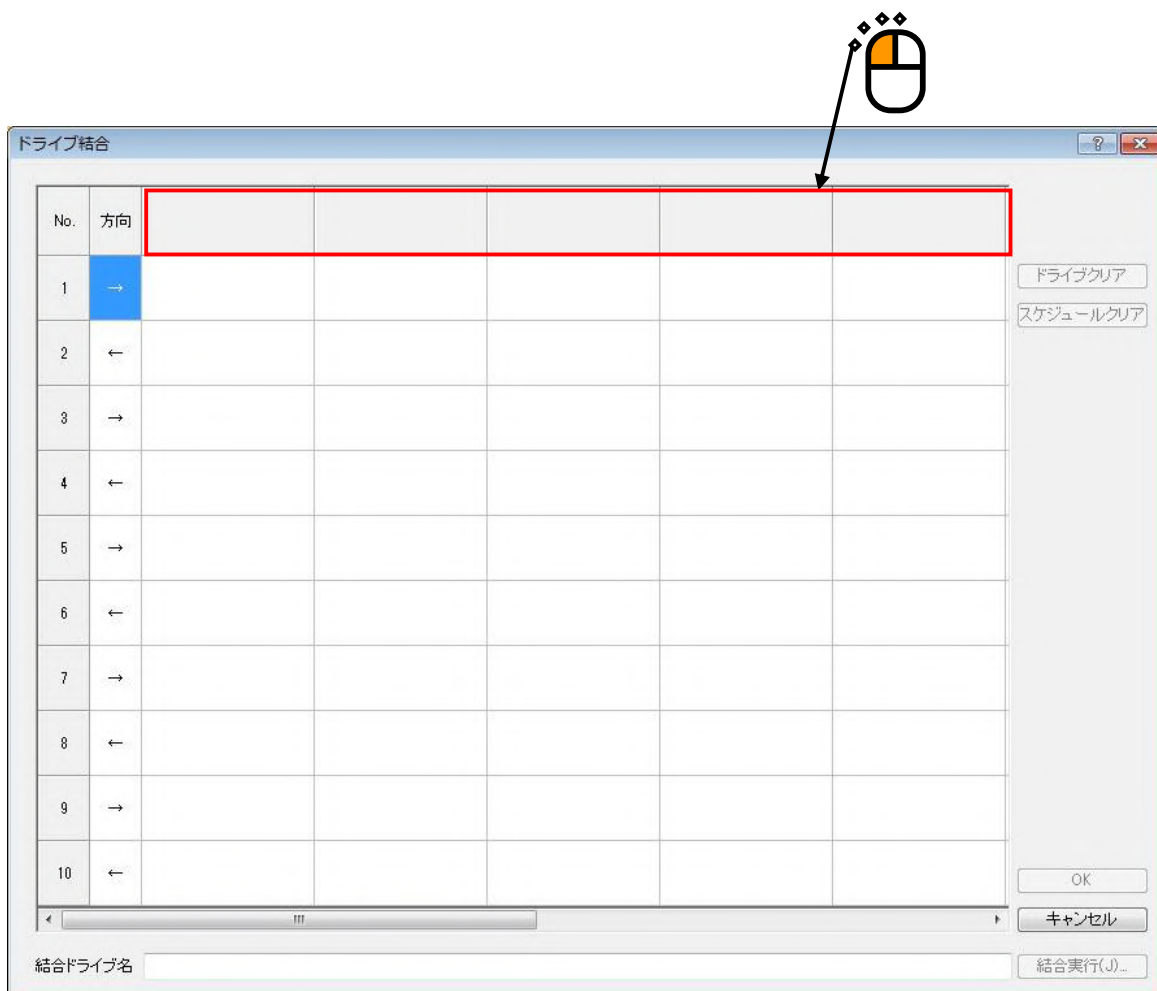 ドライブ結合
No. 方向
1 →
ドライブクリア
スケジュールクリア
2 ←
3 →
4 ←
5 →
6 ←
7 →
8 ←
9 →
10 ←
OK
キャンセル
結合ドライブ名
結合実行(J)...